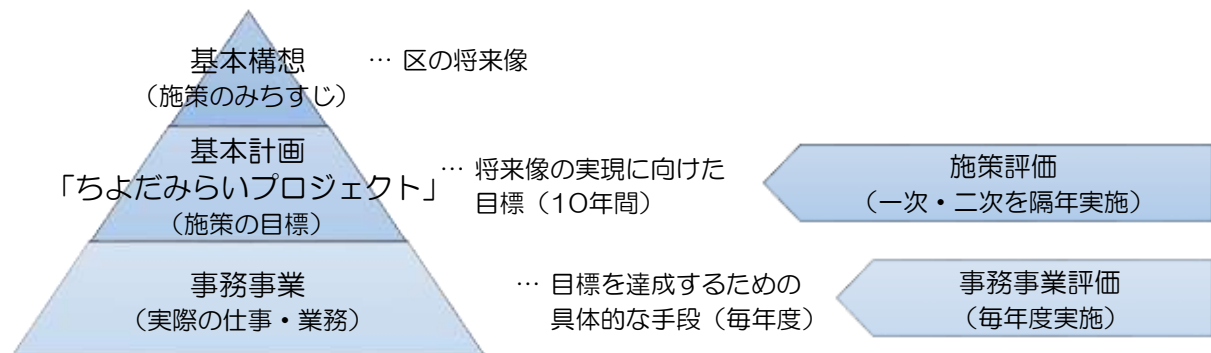 基本構想
（施策のみちすじ）
… 区の将来像
基本計画
「ちよだみらいプロジェクト」
（施策の目標）
… 将来像の実現に向けた
目標（10年間）
施策評価
（一次・二次を隔年実施）
事務事業
（実際の仕事・業務）
… 目標を達成するための
具体的な手段（毎年度）
事務事業評価
（毎年度実施）